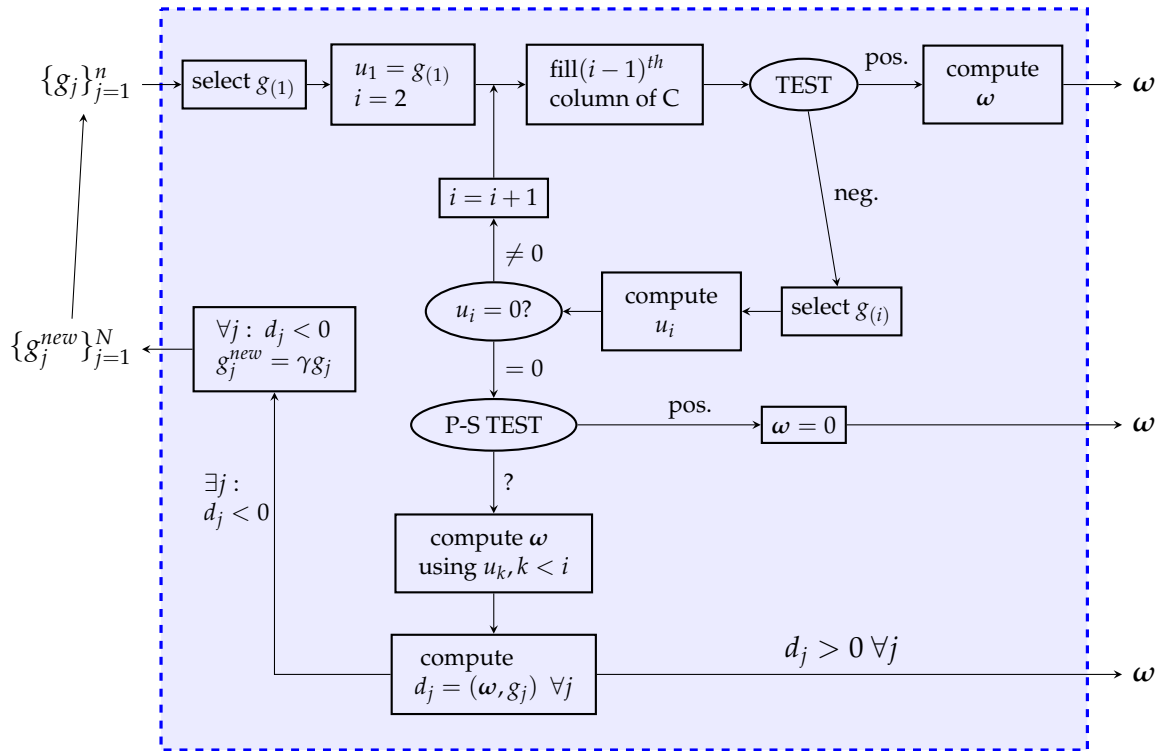 {g_j}_{j=1}^n
select g_(1)
u_1 = g_(1)
i = 2
fill(i − 1)^{th}
column of C
TEST
pos.
compute
ω
ω
i = i + 1
neg.
≠ 0
u_i = 0?
compute
u_i
select g_(i)
{g_j^{new}}_{j=1}^N
∀j : d_j < 0
g_j^{new} = γg_j
= 0
P-S TEST
pos.
ω = 0
ω
∃j :
d_j < 0
?
compute ω
using u_k, k < i
compute
d_j = (ω, g_j) ∀j
d_j > 0 ∀j
ω